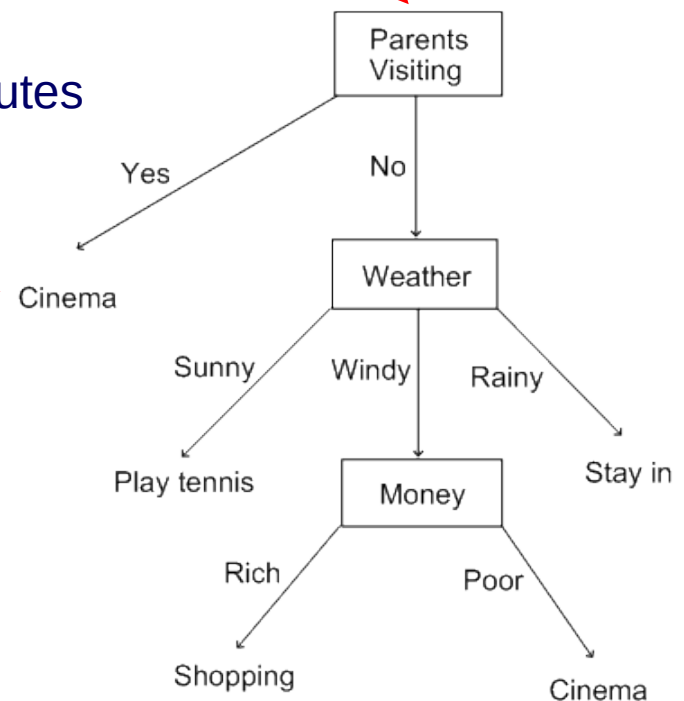 Parents
Visiting
utes
Yes
No
Weather
Cinema
Sunny
Windy
Rainy
Play tennis
Money
Stay in
Rich
Poor
Shopping
Cinema